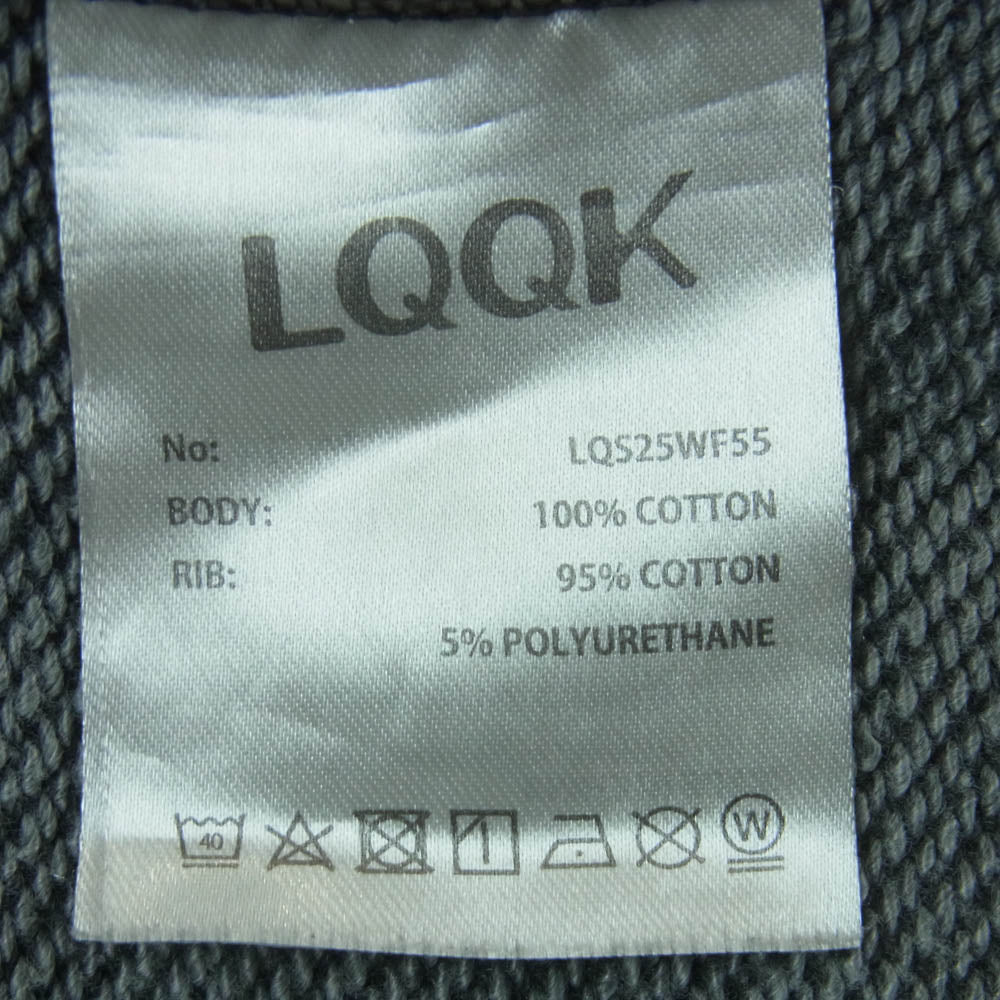 LQQK
No: LQS25WF55
BODY: 100% COTTON
RIB: 95% COTTON
5% POLYURETHANE
40 W